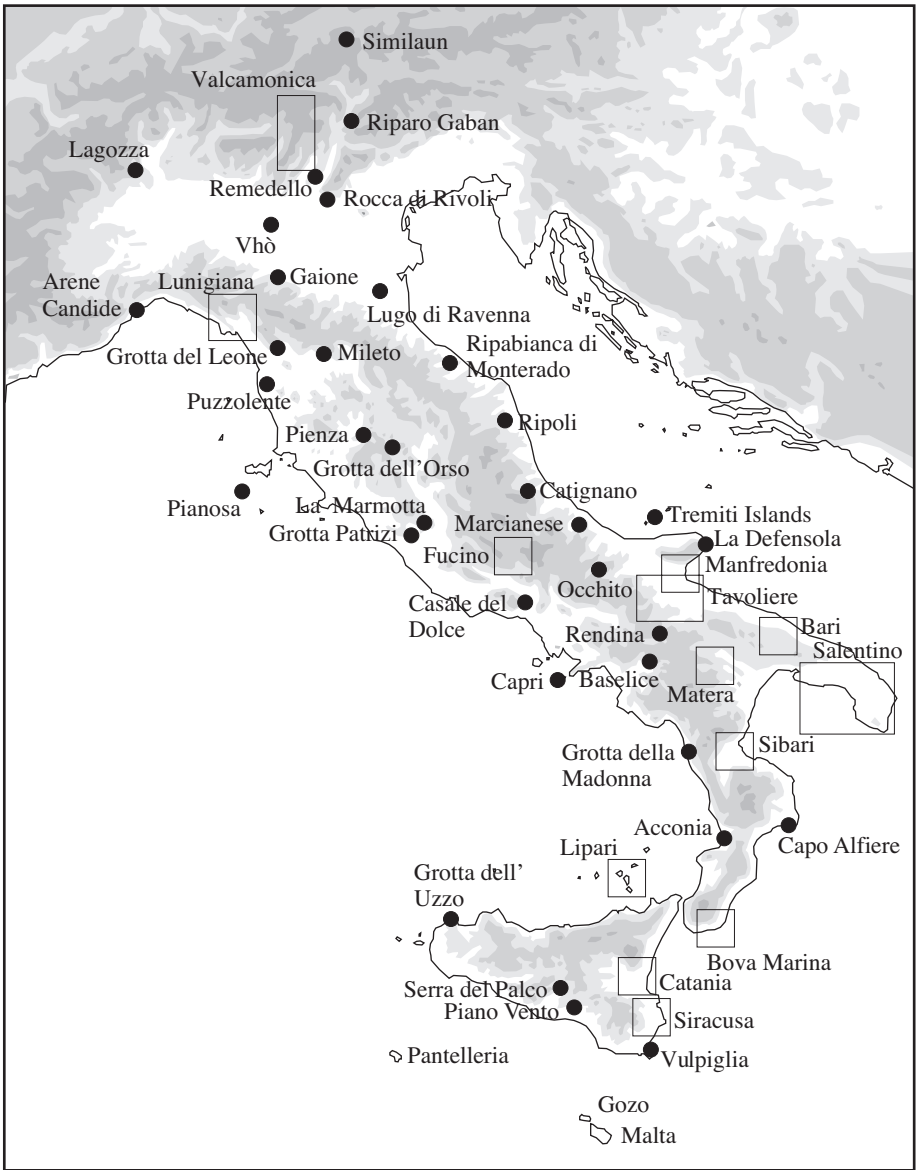 Similaun
Valcamonica
Riparo Gaban
Lagozza
Remedello
Rocca di Rivoli
Vhò
Arene
Candide
Lunigiana
Gaione
Lugo di Ravenna
Grotta del Leone
Mileto
Ripabianca di
Monterado
Puzzolente
Ripoli
Pienza
Grotta dell'Orso
Pianosa
Catignano
La Marmotta
Grotta Patrizi
Marcianese
Tremiti Islands
La Defensola
Fucino
Manfredonia
Occhito
Tavoliere
Casale del
Dolce
Rendina
Bari
Salentino
Capri
Baselice
Matera
Grotta della
Madonna
Sibari
Acconia
Capo Alfiere
Lipari
Grotta dell'
Uzzo
Bova Marina
Serra del Palco
Catania
Piano Vento
Siracusa
Pantelleria
Vulpiglia
Gozo
Malta